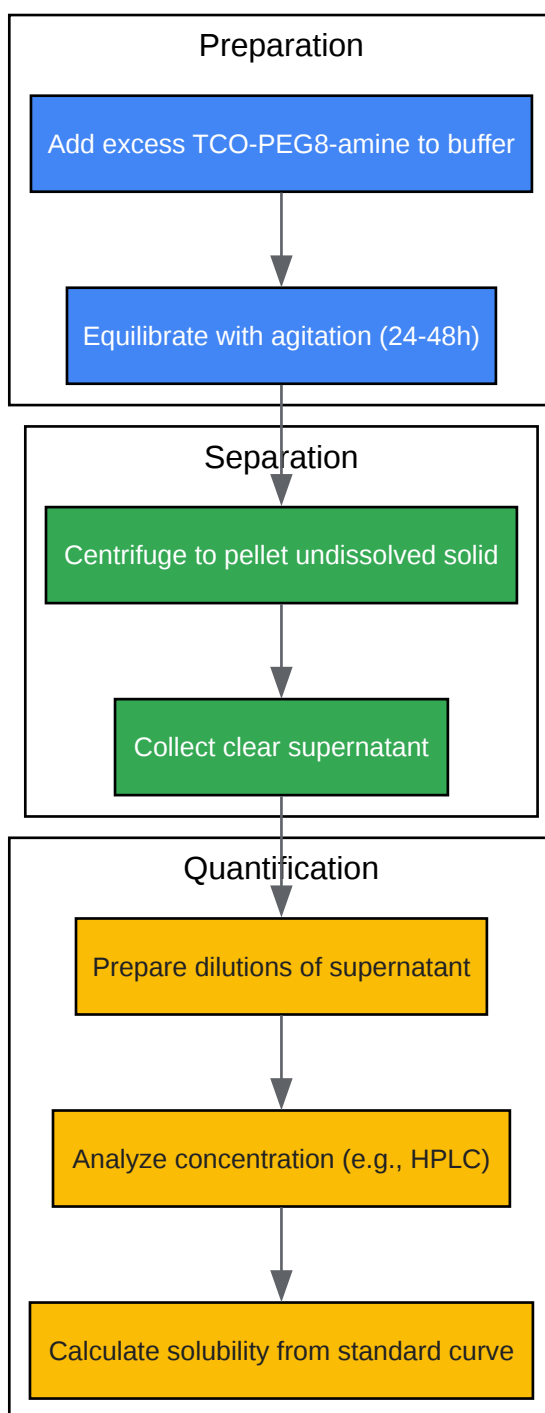 Preparation
Add excess TCO-PEG8-amine to buffer
Equilibrate with agitation (24-48h)
Separation
Centrifuge to pellet undissolved solid
Collect clear supernatant
Quantification
Prepare dilutions of supernatant
Analyze concentration (e.g., HPLC)
Calculate solubility from standard curve